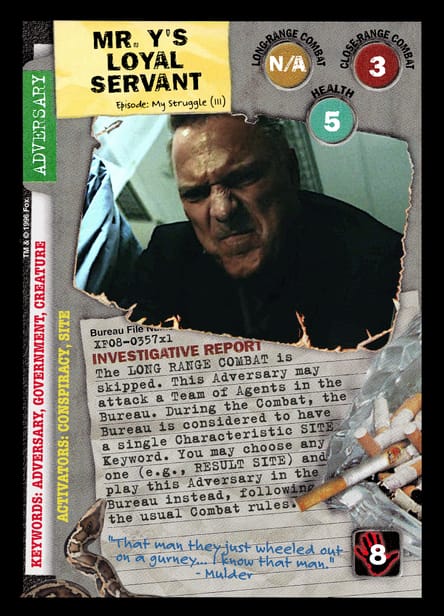 MR. Y'S
LOYAL
SERVANT
Episode: My Struggle (III)
LONG-RANGE COMBAT
N/A
CLOSE-RANGE COMBAT
3
HEALTH
5
ADVERSARY
TM & © 1996 Fox.
KEYWORDS: ADVERSARY, GOVERNMENT, CREATURE
ACTIVATORS: CONSPIRACY, SITE
Bureau File
XF08-0357x1
INVESTIGATIVE REPORT
The LONG RANGE COMBAT is
skipped. This Adversary may
attack a Team of Agents in the
Bureau. During the Combat, the
Bureau is considered to have
a single Characteristic SITE
Keyword. You may choose any
one (e.g., RESULT SITE) and
play this Adversary in the
Bureau instead, following
the usual Combat rules.
"That man they just wheeled out
on a gurney... I know that man."
- Mulder
8